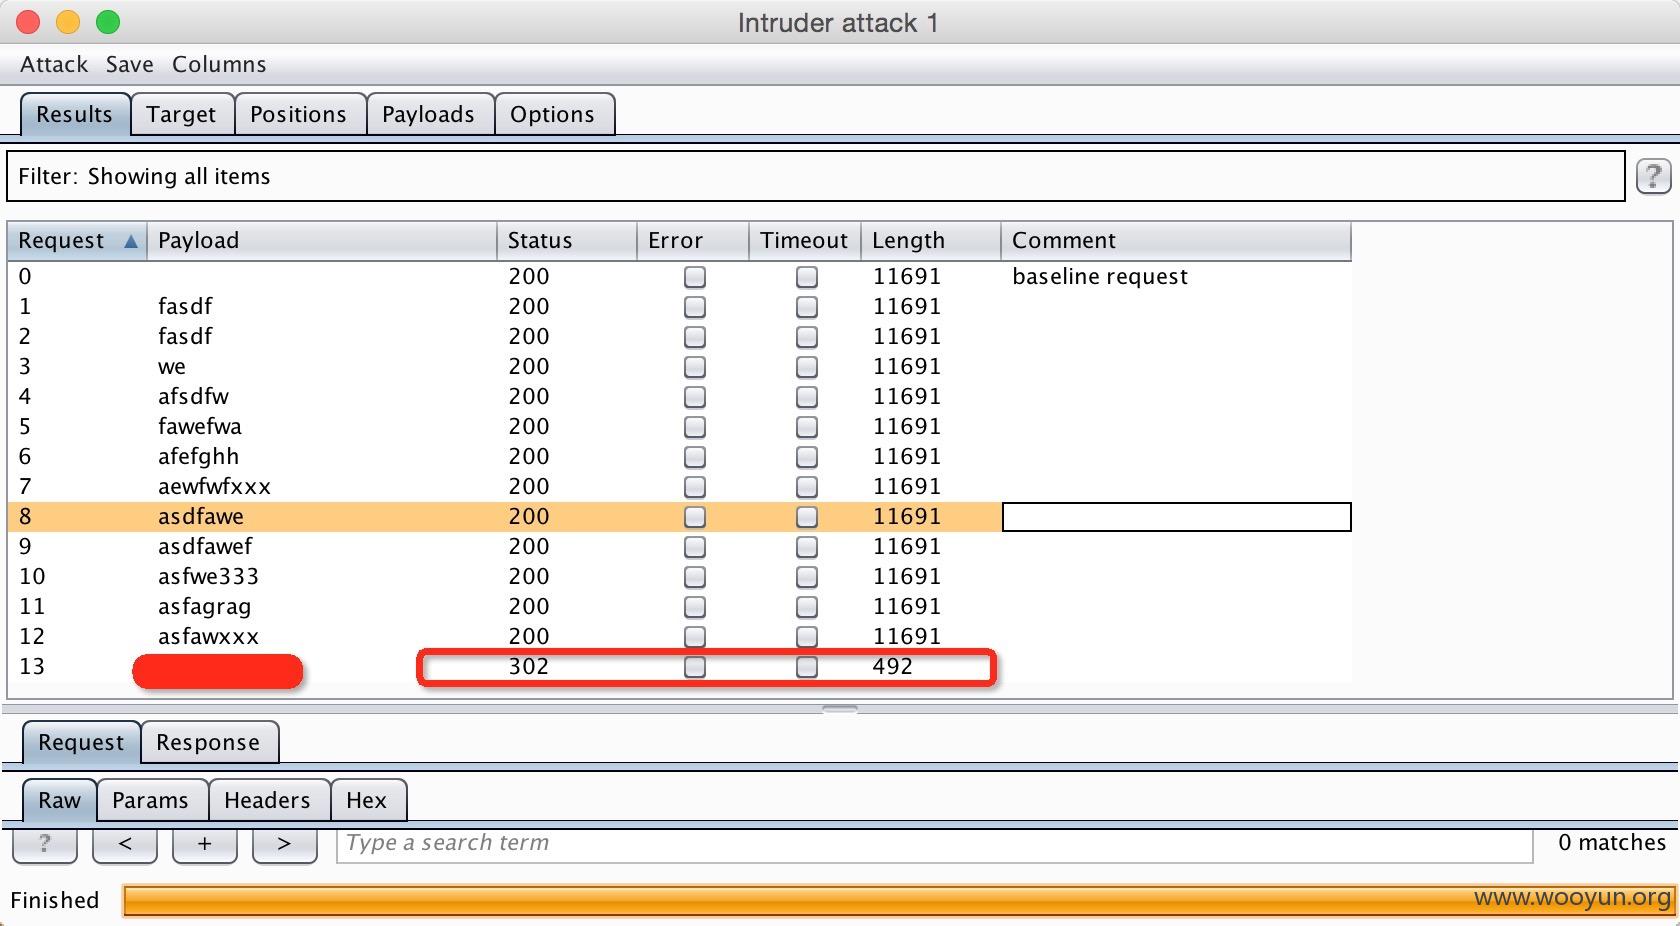 Intruder attack 1
Attack Save Columns
Results Target Positions Payloads Options
Filter: Showing all items ?
Request Payload Status Error Timeout Length Comment
0 200 11691 baseline request
1 fasdf 200 11691
2 fasdf 200 11691
3 we 200 11691
4 afsdfw 200 11691
5 fawefwa 200 11691
6 afefghh 200 11691
7 aewfwfxxx 200 11691
8 asdfawe 200 11691
9 asdfawef 200 11691
10 asfwe333 200 11691
11 asfagrag 200 11691
12 asfawxxx 200 11691
13 302 492
Request Response
Raw Params Headers Hex
? < + > Type a search term 0 matches
Finished www.wooyun.org